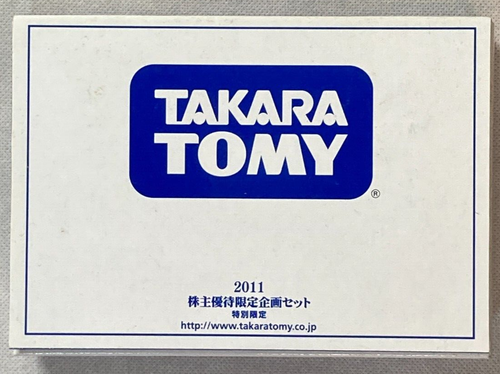 TAKARA
TOMY
®
2011
株主優待限定企画セット
特別限定
http://www.takaratomy.co.jp